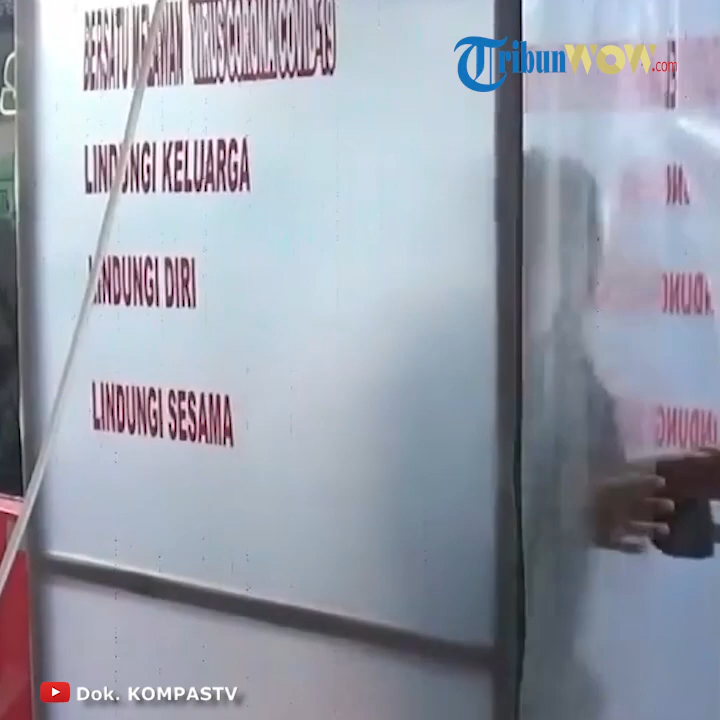 BERSATU MELAWAN VIRUS CORONA COVID-19
TribunWOW.com
LINDUNGI KELUARGA
LINDUNGI DIRI
LINDUNGI SESAMA
Dok. KOMPASTV